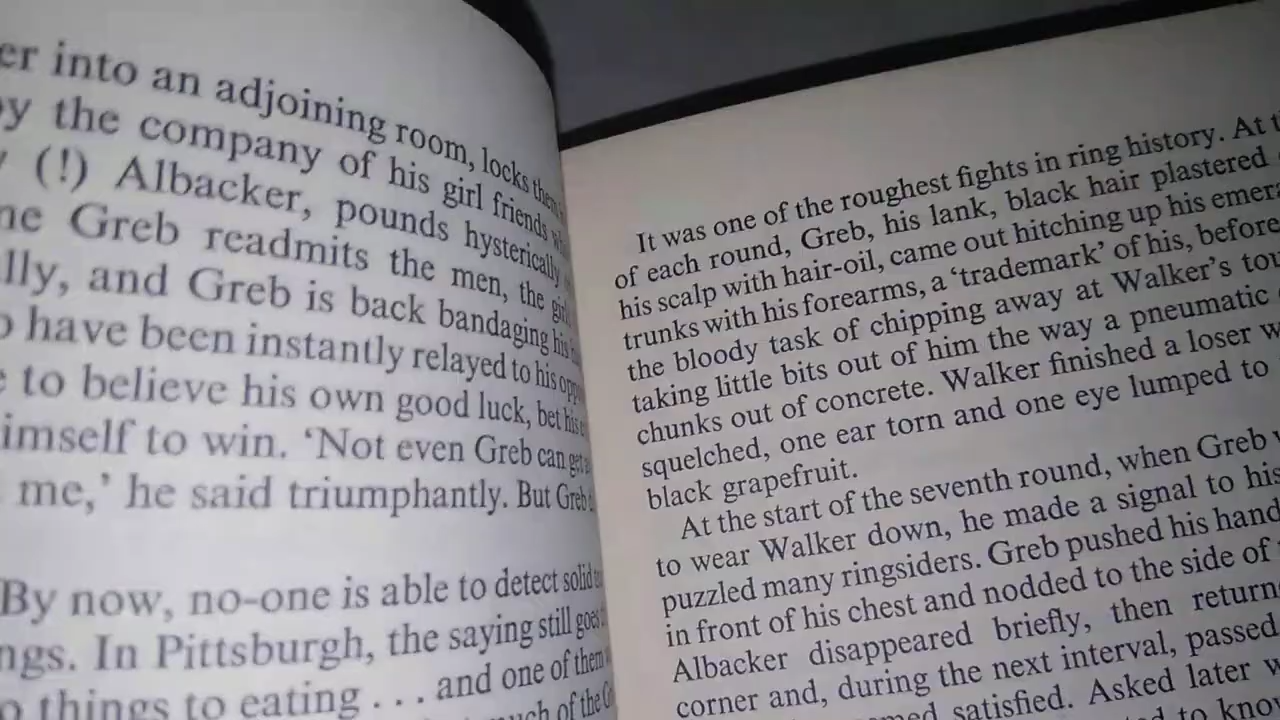 er into an adjoining room, locks
the company of his girl friends
(!) Albacker, pounds hysterically
Greb readmits the men, the
lly, and Greb is back bandaging his
have been instantly relayed to his
to believe his own good luck, bet his
imself to win. ‘Not even Greb can
me,’ he said triumphantly. But Greb
By now, no-one is able to detect solid
ngs. In Pittsburgh, the saying still goes
things to eating . . . and one of them
much of the
It was one of the roughest fights in ring history. At
of each round, Greb, his lank, black hair plastered
his scalp with hair-oil, came out hitching up his emera
trunks with his forearms, a ‘trademark’ of his, before
the bloody task of chipping away at Walker’s tou
taking little bits out of him the way a pneumatic
chunks out of concrete. Walker finished a loser w
squelched, one ear torn and one eye lumped to
black grapefruit.
At the start of the seventh round, when Greb
to wear Walker down, he made a signal to his
puzzled many ringsiders. Greb pushed his hand
in front of his chest and nodded to the side of
Albacker disappeared briefly, then return
corner and, during the next interval, passed
satisfied. Asked later w
to know